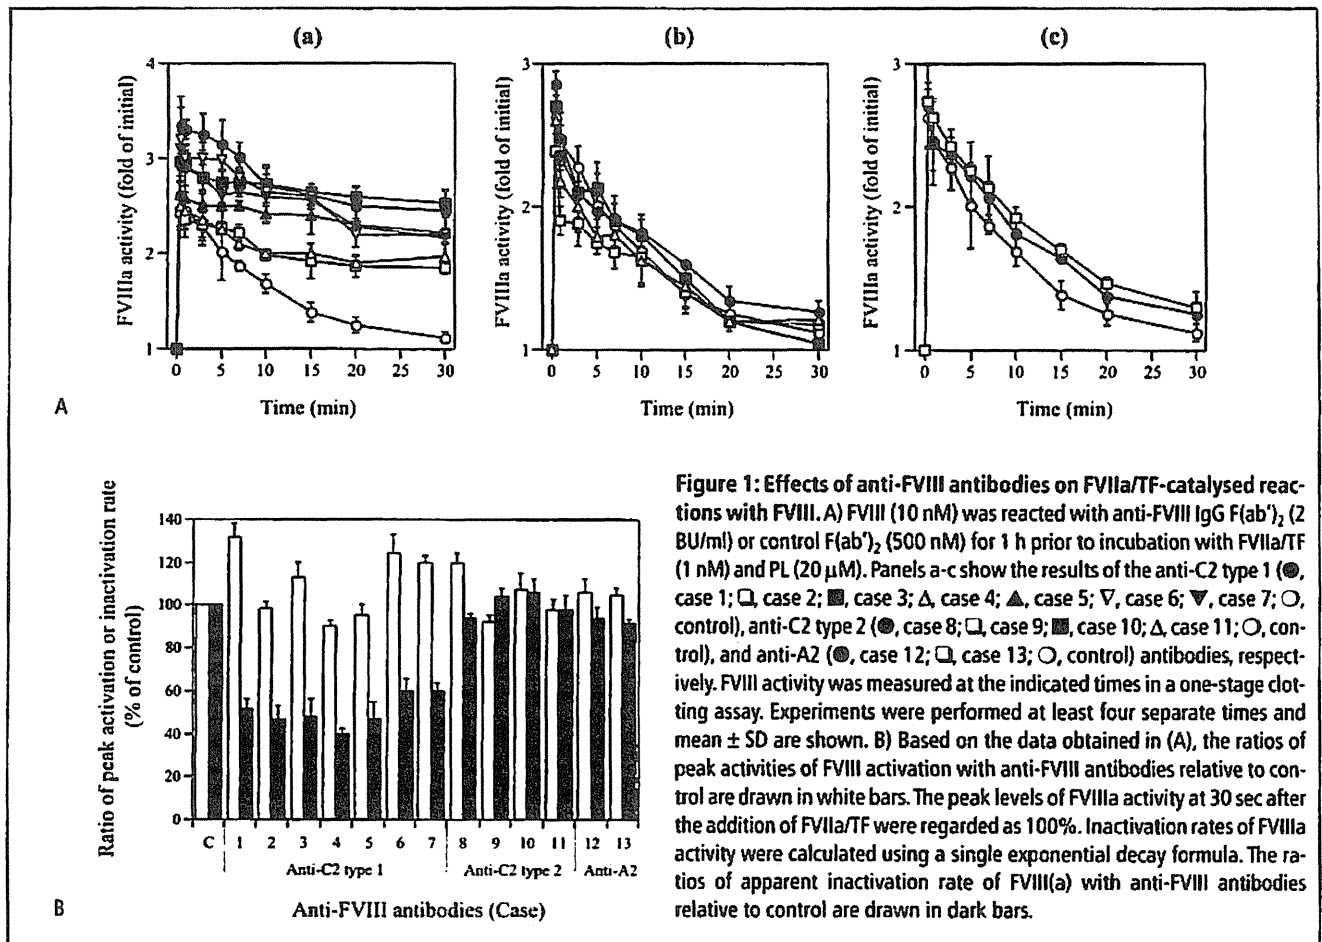 (a)
(b)
(c)
FVIIIa activity (fold of initial)
4
3
2
1
0 5 10 15 20 25 30
Time (min)
FVIIIa activity (fold of initial)
3
2
1
0 5 10 15 20 25 30
Time (min)
FVIIIa activity (fold of initial)
3
2
1
0 5 10 15 20 25 30
Time (min)
A
Ratio of peak activation or inactivation rate
(% of control)
140
120
100
80
60
40
20
0
C 1 2 3 4 5 6 7 8 9 10 11 12 13
Anti-C2 type 1 Anti-C2 type 2 Anti-A2
Anti-FVIII antibodies (Case)
B
Figure 1: Effects of anti-FVIII antibodies on FVIIa/TF-catalysed reac-
tions with FVIII. A) FVIII (10 nM) was reacted with anti-FVIII IgG F(ab')₂ (2
BU/ml) or control F(ab')₂ (500 nM) for 1 h prior to incubation with FVIIa/TF
(1 nM) and PL (20 µM). Panels a-c show the results of the anti-C2 type 1 (●,
case 1; □, case 2; ■, case 3; △, case 4; ▲, case 5; ▽, case 6; ▼, case 7; ○,
control), anti-C2 type 2 (●, case 8; □, case 9; ■, case 10; △, case 11; ○, con-
trol), and anti-A2 (●, case 12; □, case 13; ○, control) antibodies, respect-
ively. FVIII activity was measured at the indicated times in a one-stage clot-
ting assay. Experiments were performed at least four separate times and
mean ± SD are shown. B) Based on the data obtained in (A), the ratios of
peak activities of FVIII activation with anti-FVIII antibodies relative to con-
trol are drawn in white bars. The peak levels of FVIIIa activity at 30 sec after
the addition of FVIIa/TF were regarded as 100%. Inactivation rates of FVIIIa
activity were calculated using a single exponential decay formula. The ra-
tios of apparent inactivation rate of FVIII(a) with anti-FVIII antibodies
relative to control are drawn in dark bars.